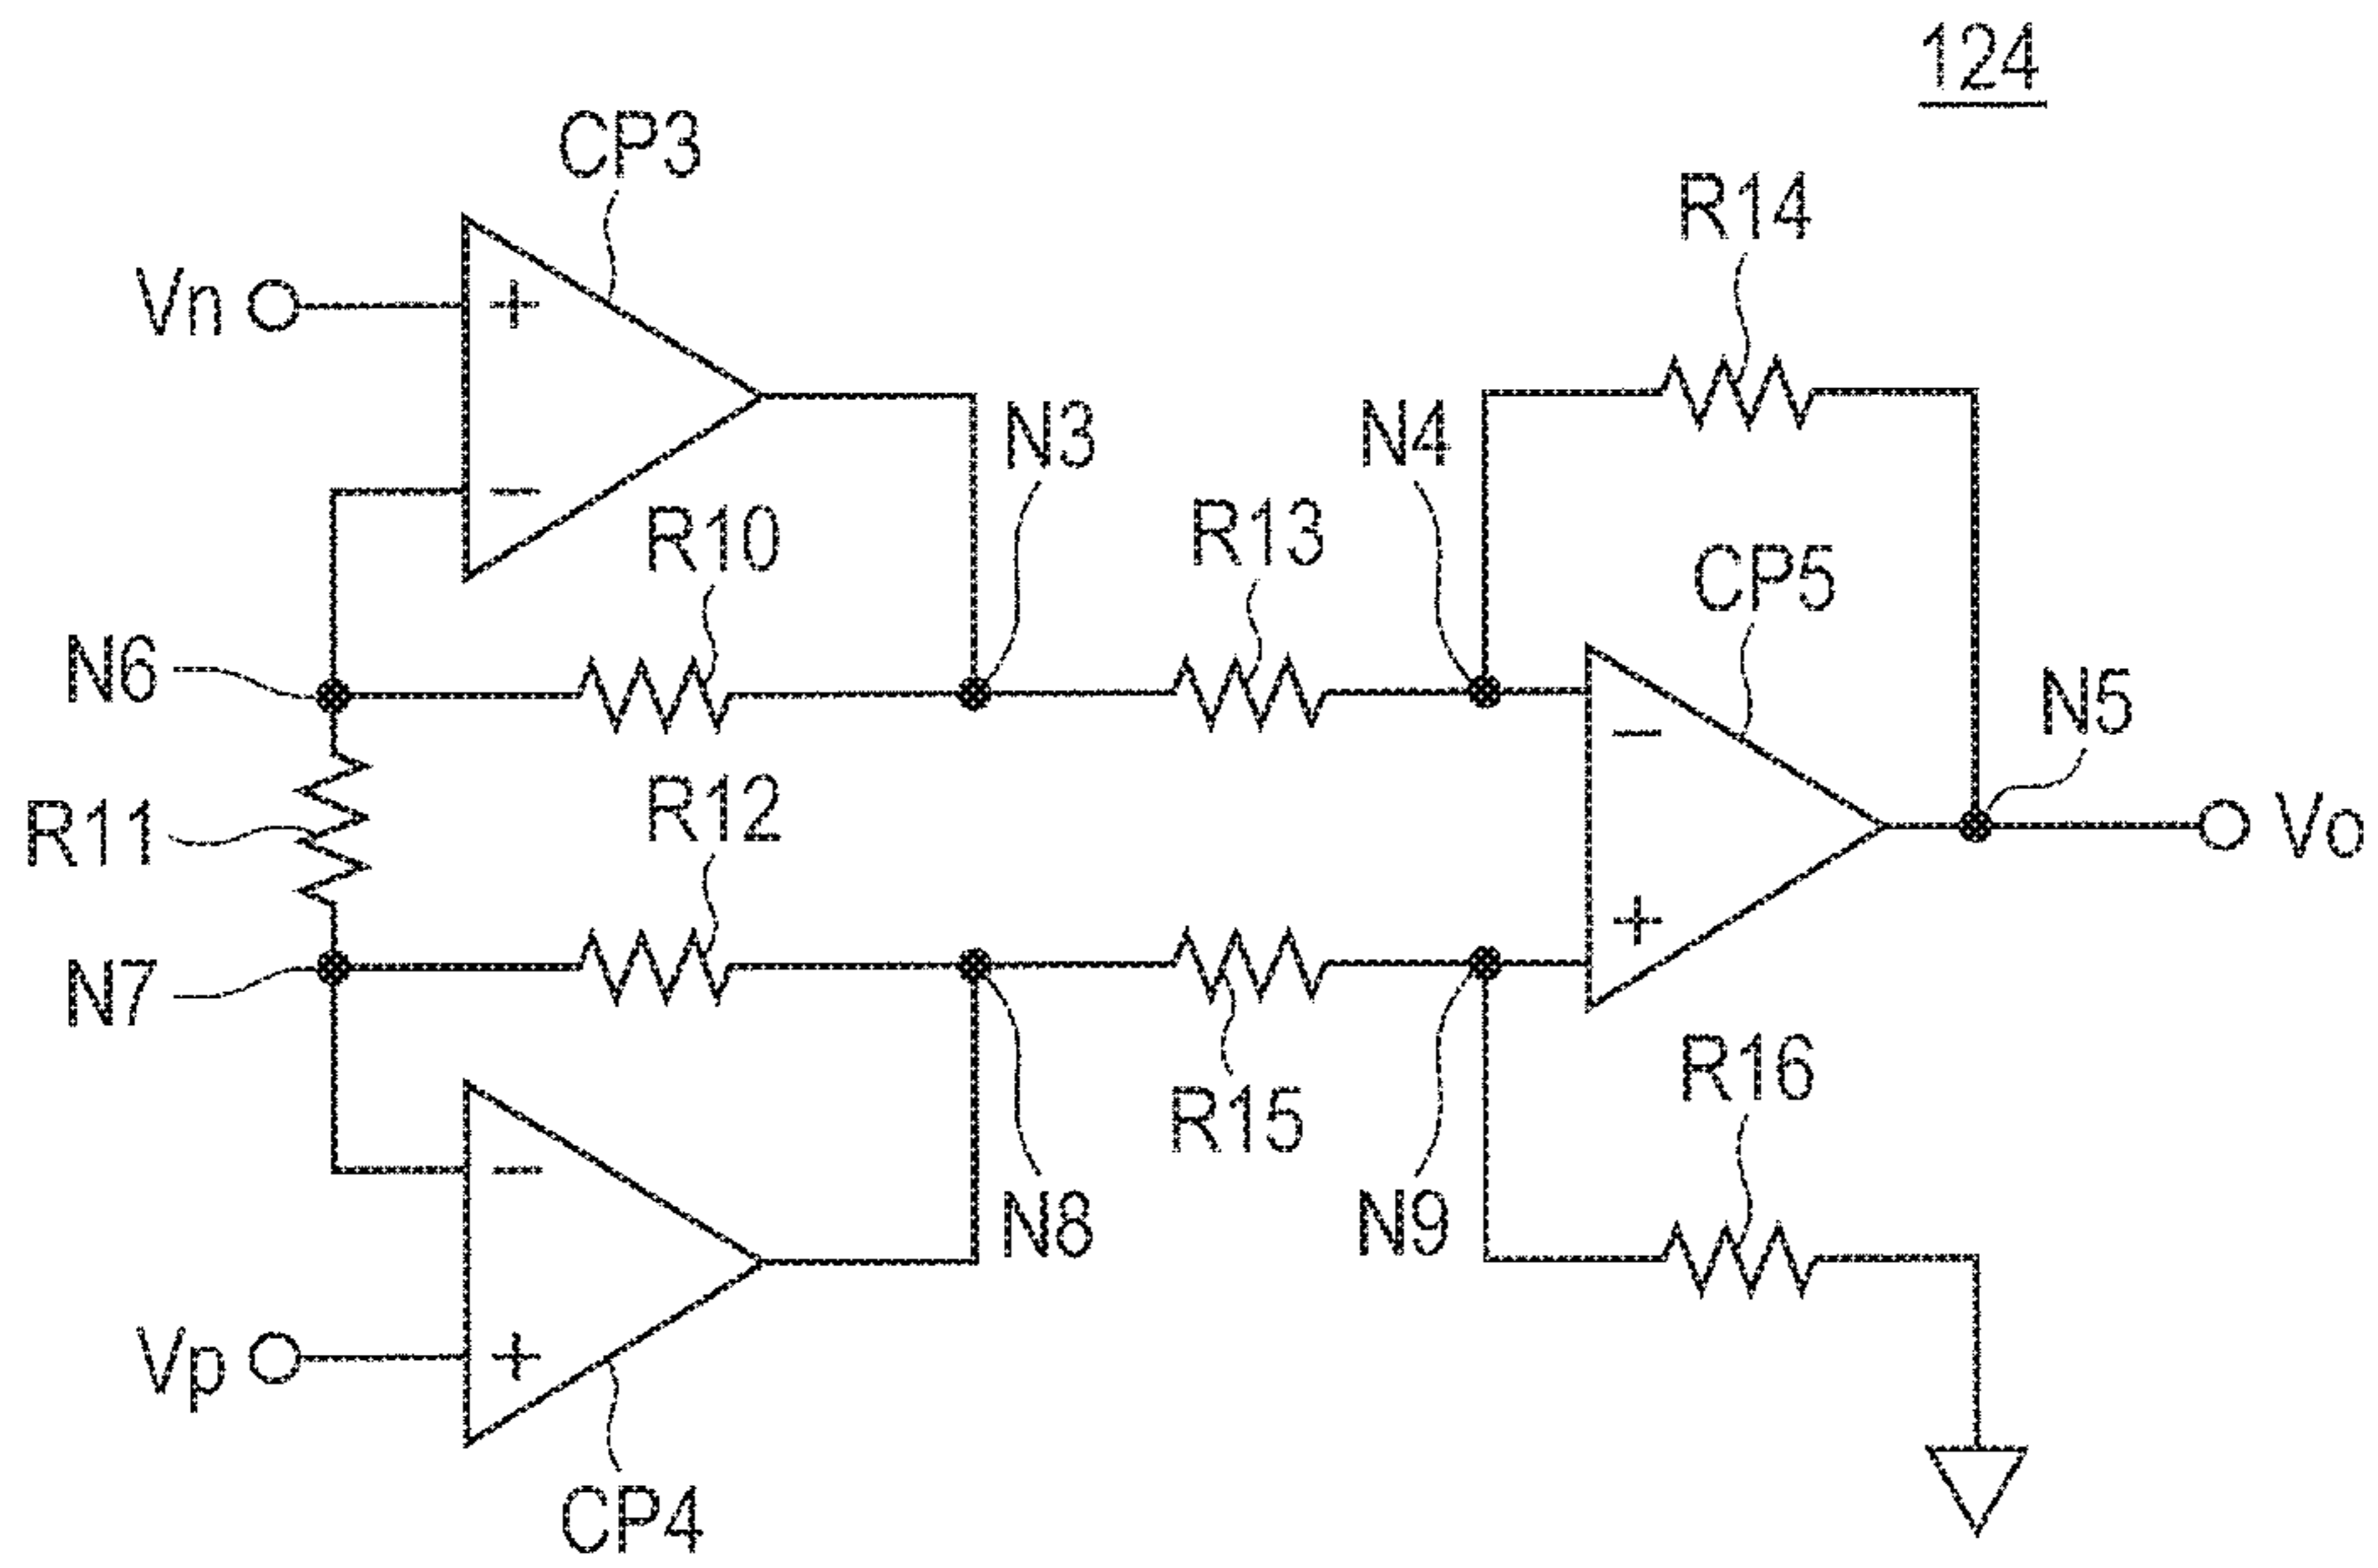 124
CP3
R14
Vn
+
N3
N4
−
R10
R13
CP5
N6
N5
−
R12
R11
Vo
+
N7
R15
R16
−
N8
N9
Vp
+
CP4